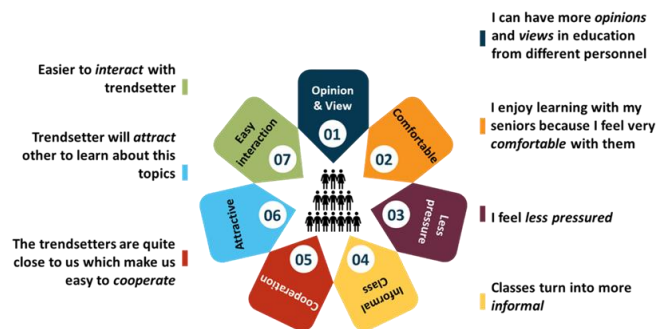 Opinion
& View
01
I can have more opinions
and views in education
from different personnel
Comfortable
02
I enjoy learning with my
seniors because I feel very
comfortable with them
Less
pressure
03
I feel less pressured
Informal
Class
04
Classes turn into more
informal
Cooperation
05
The trendsetters are quite
close to us which make us
easy to cooperate
Attractive
06
Trendsetter will attract
other to learn about this
topics
Easy
interaction
07
Easier to interact with
trendsetter